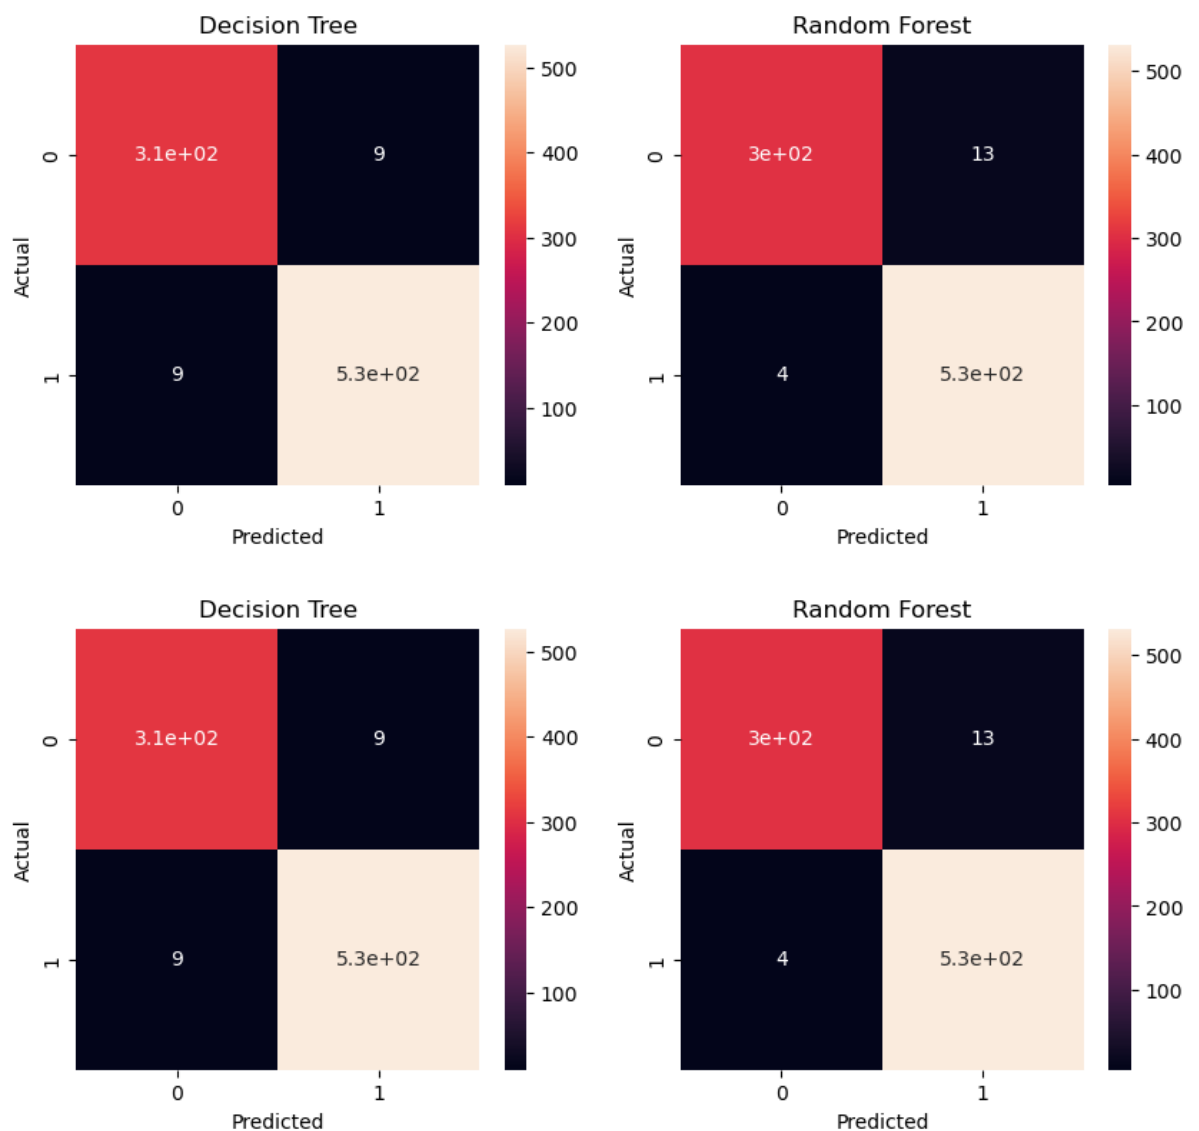 Decision Tree
3.1e+02 9
9 5.3e+02
0 1
Actual
0 1
Predicted
500
400
300
200
100
Random Forest
3e+02 13
4 5.3e+02
0 1
Actual
0 1
Predicted
500
400
300
200
100
Decision Tree
3.1e+02 9
9 5.3e+02
0 1
Actual
0 1
Predicted
500
400
300
200
100
Random Forest
3e+02 13
4 5.3e+02
0 1
Actual
0 1
Predicted
500
400
300
200
100